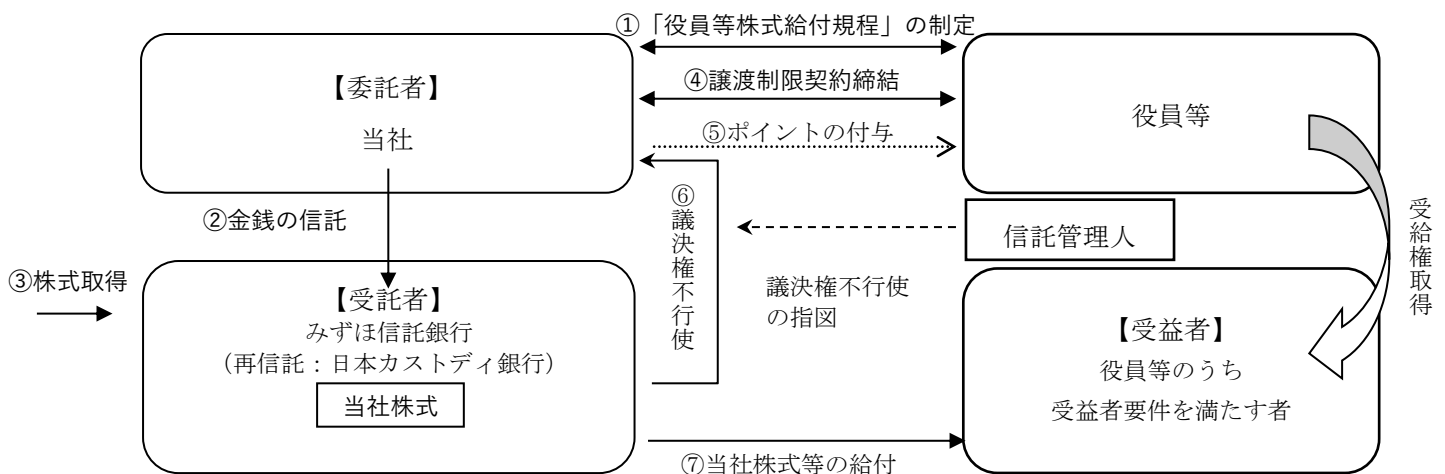 ①「役員等株式給付規程」の制定
【委託者】
当社
④譲渡制限契約締結
⑤ポイントの付与
役員等
②金銭の信託
⑥議決権不行使
信託管理人
議決権不行使
の指図
受給権取得
③株式取得
【受託者】
みずほ信託銀行
（再信託：日本カストディ銀行）
当社株式
【受益者】
役員等のうち
受益者要件を満たす者
⑦当社株式等の給付